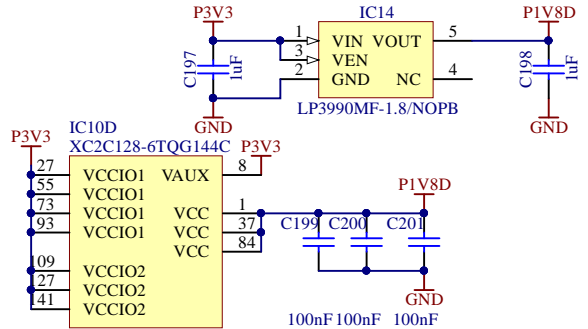 P3V3
IC14
P1V8D
1
VIN
VOUT
5
3
VEN
2
GND
NC
4
C197
1uF
C198
1uF
GND
LP3990MF-1.8/NOPB
GND
IC10D
P3V3
XC2C128-6TQG144C
P3V3
27
VCCIO1
VAUX
8
55
VCCIO1
P1V8D
73
VCCIO1
VCC
1
93
VCCIO1
VCC
37
VCC
84
C199
C200
C201
109
VCCIO2
127
VCCIO2
141
VCCIO2
GND
100nF
100nF
100nF